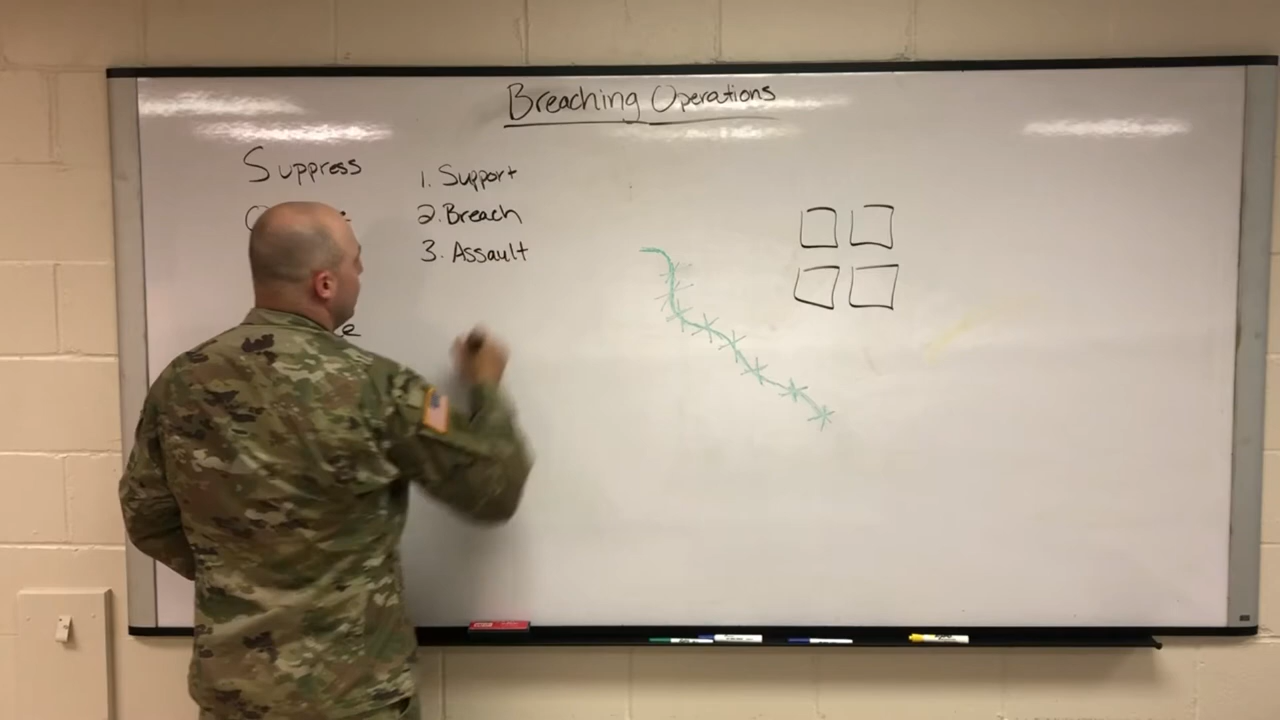 Breaching Operations
Suppress
1. Support
2. Breach
3. Assault